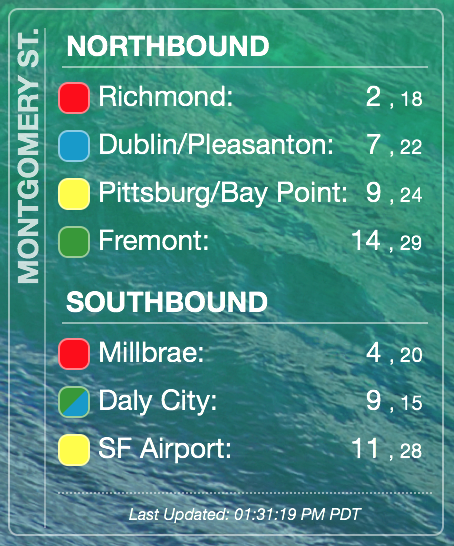 MONTGOMERY ST.
NORTHBOUND
Richmond: 2 , 18
Dublin/Pleasanton: 7 , 22
Pittsburg/Bay Point: 9 , 24
Fremont: 14 , 29
SOUTHBOUND
Millbrae: 4 , 20
Daly City: 9 , 15
SF Airport: 11 , 28
Last Updated: 01:31:19 PM PDT